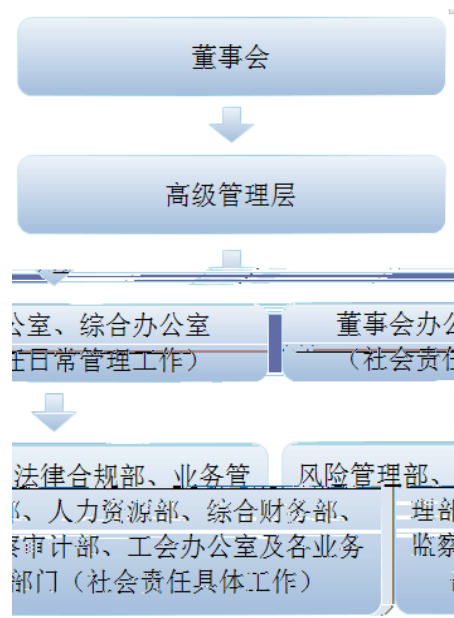 董事会
高级管理层
公室、综合办公室
董事会办公
任日常管理工作）
（社会责任
法律合规部、业务管
风险管理部、
部、人力资源部、综合财务部、
理部
察审计部、工会办公室及各业务
监察
部门（社会责任具体工作）